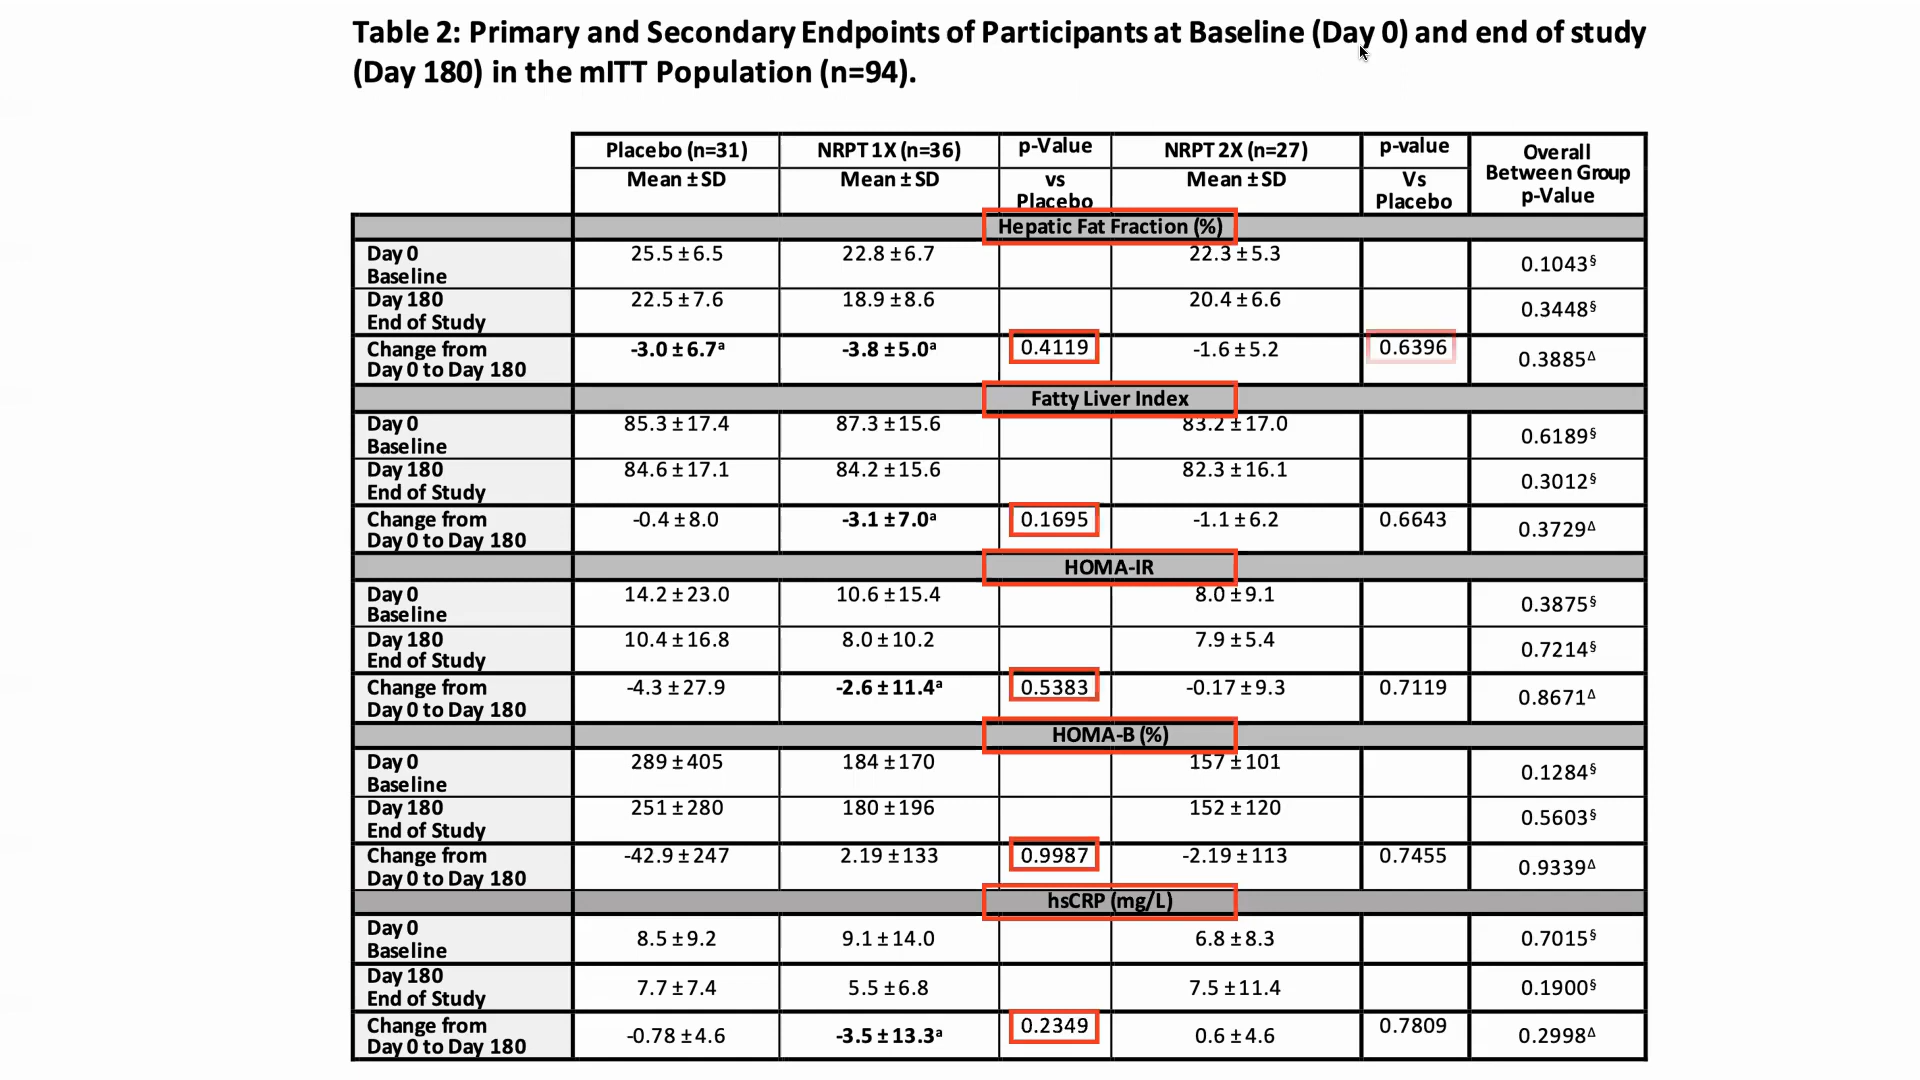 Table 2: Primary and Secondary Endpoints of Participants at Baseline (Day 0) and end of study
(Day 180) in the mITT Population (n=94).
Placebo (n=31) NRPT 1X (n=36) p-Value NRPT 2X (n=27) p-value Overall Between Group p-Value
Mean ± SD Mean ± SD vs Placebo Mean ± SD Vs Placebo
Hepatic Fat Fraction (%)
Day 0 Baseline 25.5 ± 6.5 22.8 ± 6.7 22.3 ± 5.3 0.1043§
Day 180 End of Study 22.5 ± 7.6 18.9 ± 8.6 20.4 ± 6.6 0.3448§
Change from Day 0 to Day 180 -3.0 ± 6.7ª -3.8 ± 5.0ª 0.4119 -1.6 ± 5.2 0.6396 0.3885Δ
Fatty Liver Index
Day 0 Baseline 85.3 ± 17.4 87.3 ± 15.6 83.2 ± 17.0 0.6189§
Day 180 End of Study 84.6 ± 17.1 84.2 ± 15.6 82.3 ± 16.1 0.3012§
Change from Day 0 to Day 180 -0.4 ± 8.0 -3.1 ± 7.0ª 0.1695 -1.1 ± 6.2 0.6643 0.3729Δ
HOMA-IR
Day 0 Baseline 14.2 ± 23.0 10.6 ± 15.4 8.0 ± 9.1 0.3875§
Day 180 End of Study 10.4 ± 16.8 8.0 ± 10.2 7.9 ± 5.4 0.7214§
Change from Day 0 to Day 180 -4.3 ± 27.9 -2.6 ± 11.4ª 0.5383 -0.17 ± 9.3 0.7119 0.8671Δ
HOMA-B (%)
Day 0 Baseline 289 ± 405 184 ± 170 157 ± 101 0.1284§
Day 180 End of Study 251 ± 280 180 ± 196 152 ± 120 0.5603§
Change from Day 0 to Day 180 -42.9 ± 247 2.19 ± 133 0.9987 -2.19 ± 113 0.7455 0.9339Δ
hsCRP (mg/L)
Day 0 Baseline 8.5 ± 9.2 9.1 ± 14.0 6.8 ± 8.3 0.7015§
Day 180 End of Study 7.7 ± 7.4 5.5 ± 6.8 7.5 ± 11.4 0.1900§
Change from Day 0 to Day 180 -0.78 ± 4.6 -3.5 ± 13.3ª 0.2349 0.6 ± 4.6 0.7809 0.2998Δ